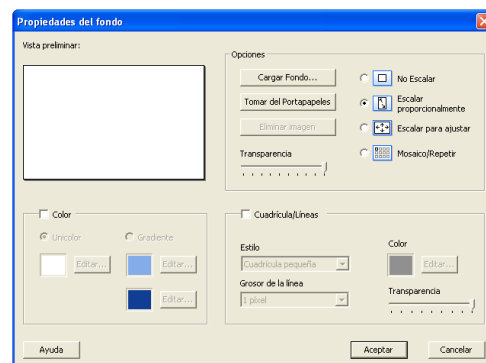 Propiedades del fondo
Vista preliminar:
Opciones
Cargar Fondo...
No Escalar
Tomar del Portapapeles
Escalar
proporcionalmente
Eliminar imagen
Escalar para ajustar
Transparencia
Mosaico/Repetir
Color
Unicolor
Gradiente
Editar...
Editar...
Editar...
Cuadrícula/Líneas
Estilo
Color
Cuadrícula pequeña
Editar...
Grosor de la línea
Transparencia
1 pixel
Ayuda
Aceptar
Cancelar